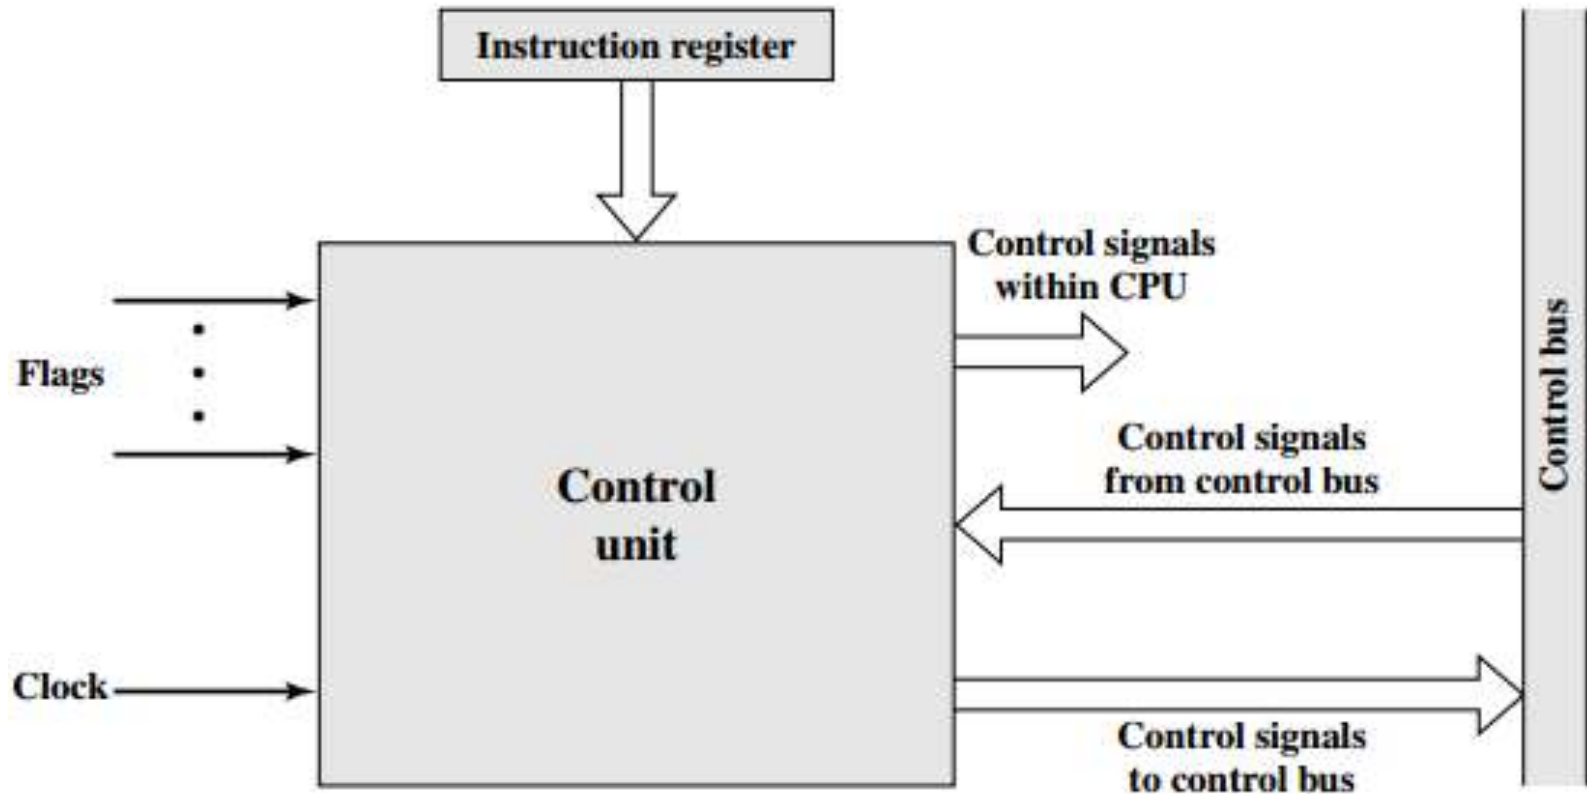 Instruction register
Control signals
within CPU
Flags
Control signals
from control bus
Control bus
Control
unit
Clock
Control signals
to control bus